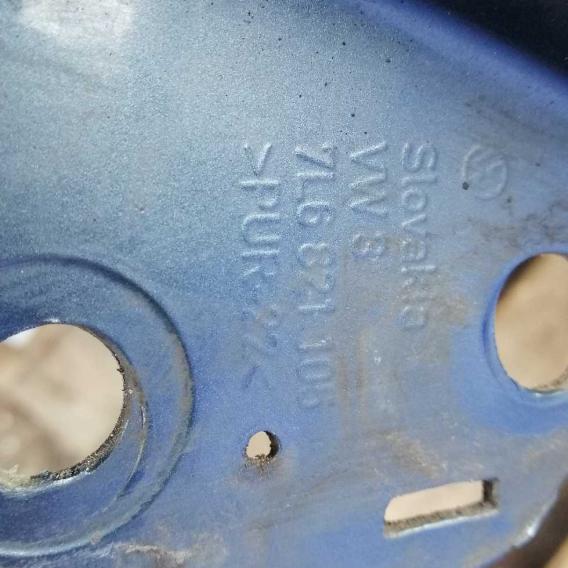 Slovakia
VW 8
7L6 821 105
>PUR-22<